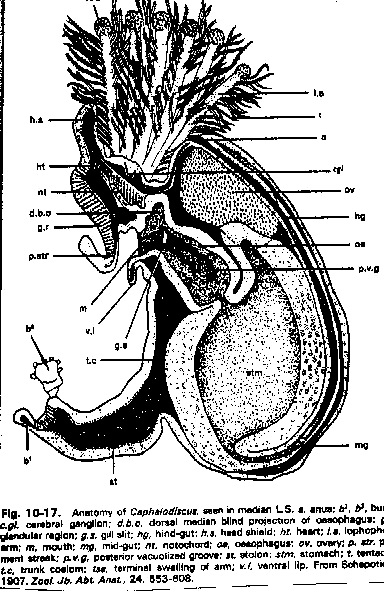 l.a
t
h.s
a
ht
cgl
nt
ov
d.b.o
hg
g.r
oe
p.str
p.v.g
m
v.l
g.s
t.c
b²
stm
mg
b¹
st
Fig. 10-17. Anatomy of Cephalodiscus, seen in median L.S. a, anus; b¹, b², bu
c.gl, cerebral ganglion; d.b.o, dorsal median blind projection of oesophagus; g
glandular region; g.s, gill slit; hg, hind-gut; h.s, head shield; ht, heart; l.a, lophopho
arm; m, mouth; mg, mid-gut; nt, notochord; oe, oesophagus; ov, ovary; p. str, p
ment streak; p.v.g, posterior vacuolized groove; st, stolon; stm, stomach; t, tentac
t.c, trunk coelom; tsa, terminal swelling of arm; v.l, ventral lip. From Schepotie
1907, Zool. Jb. Abt. Anat., 24, 553-608.